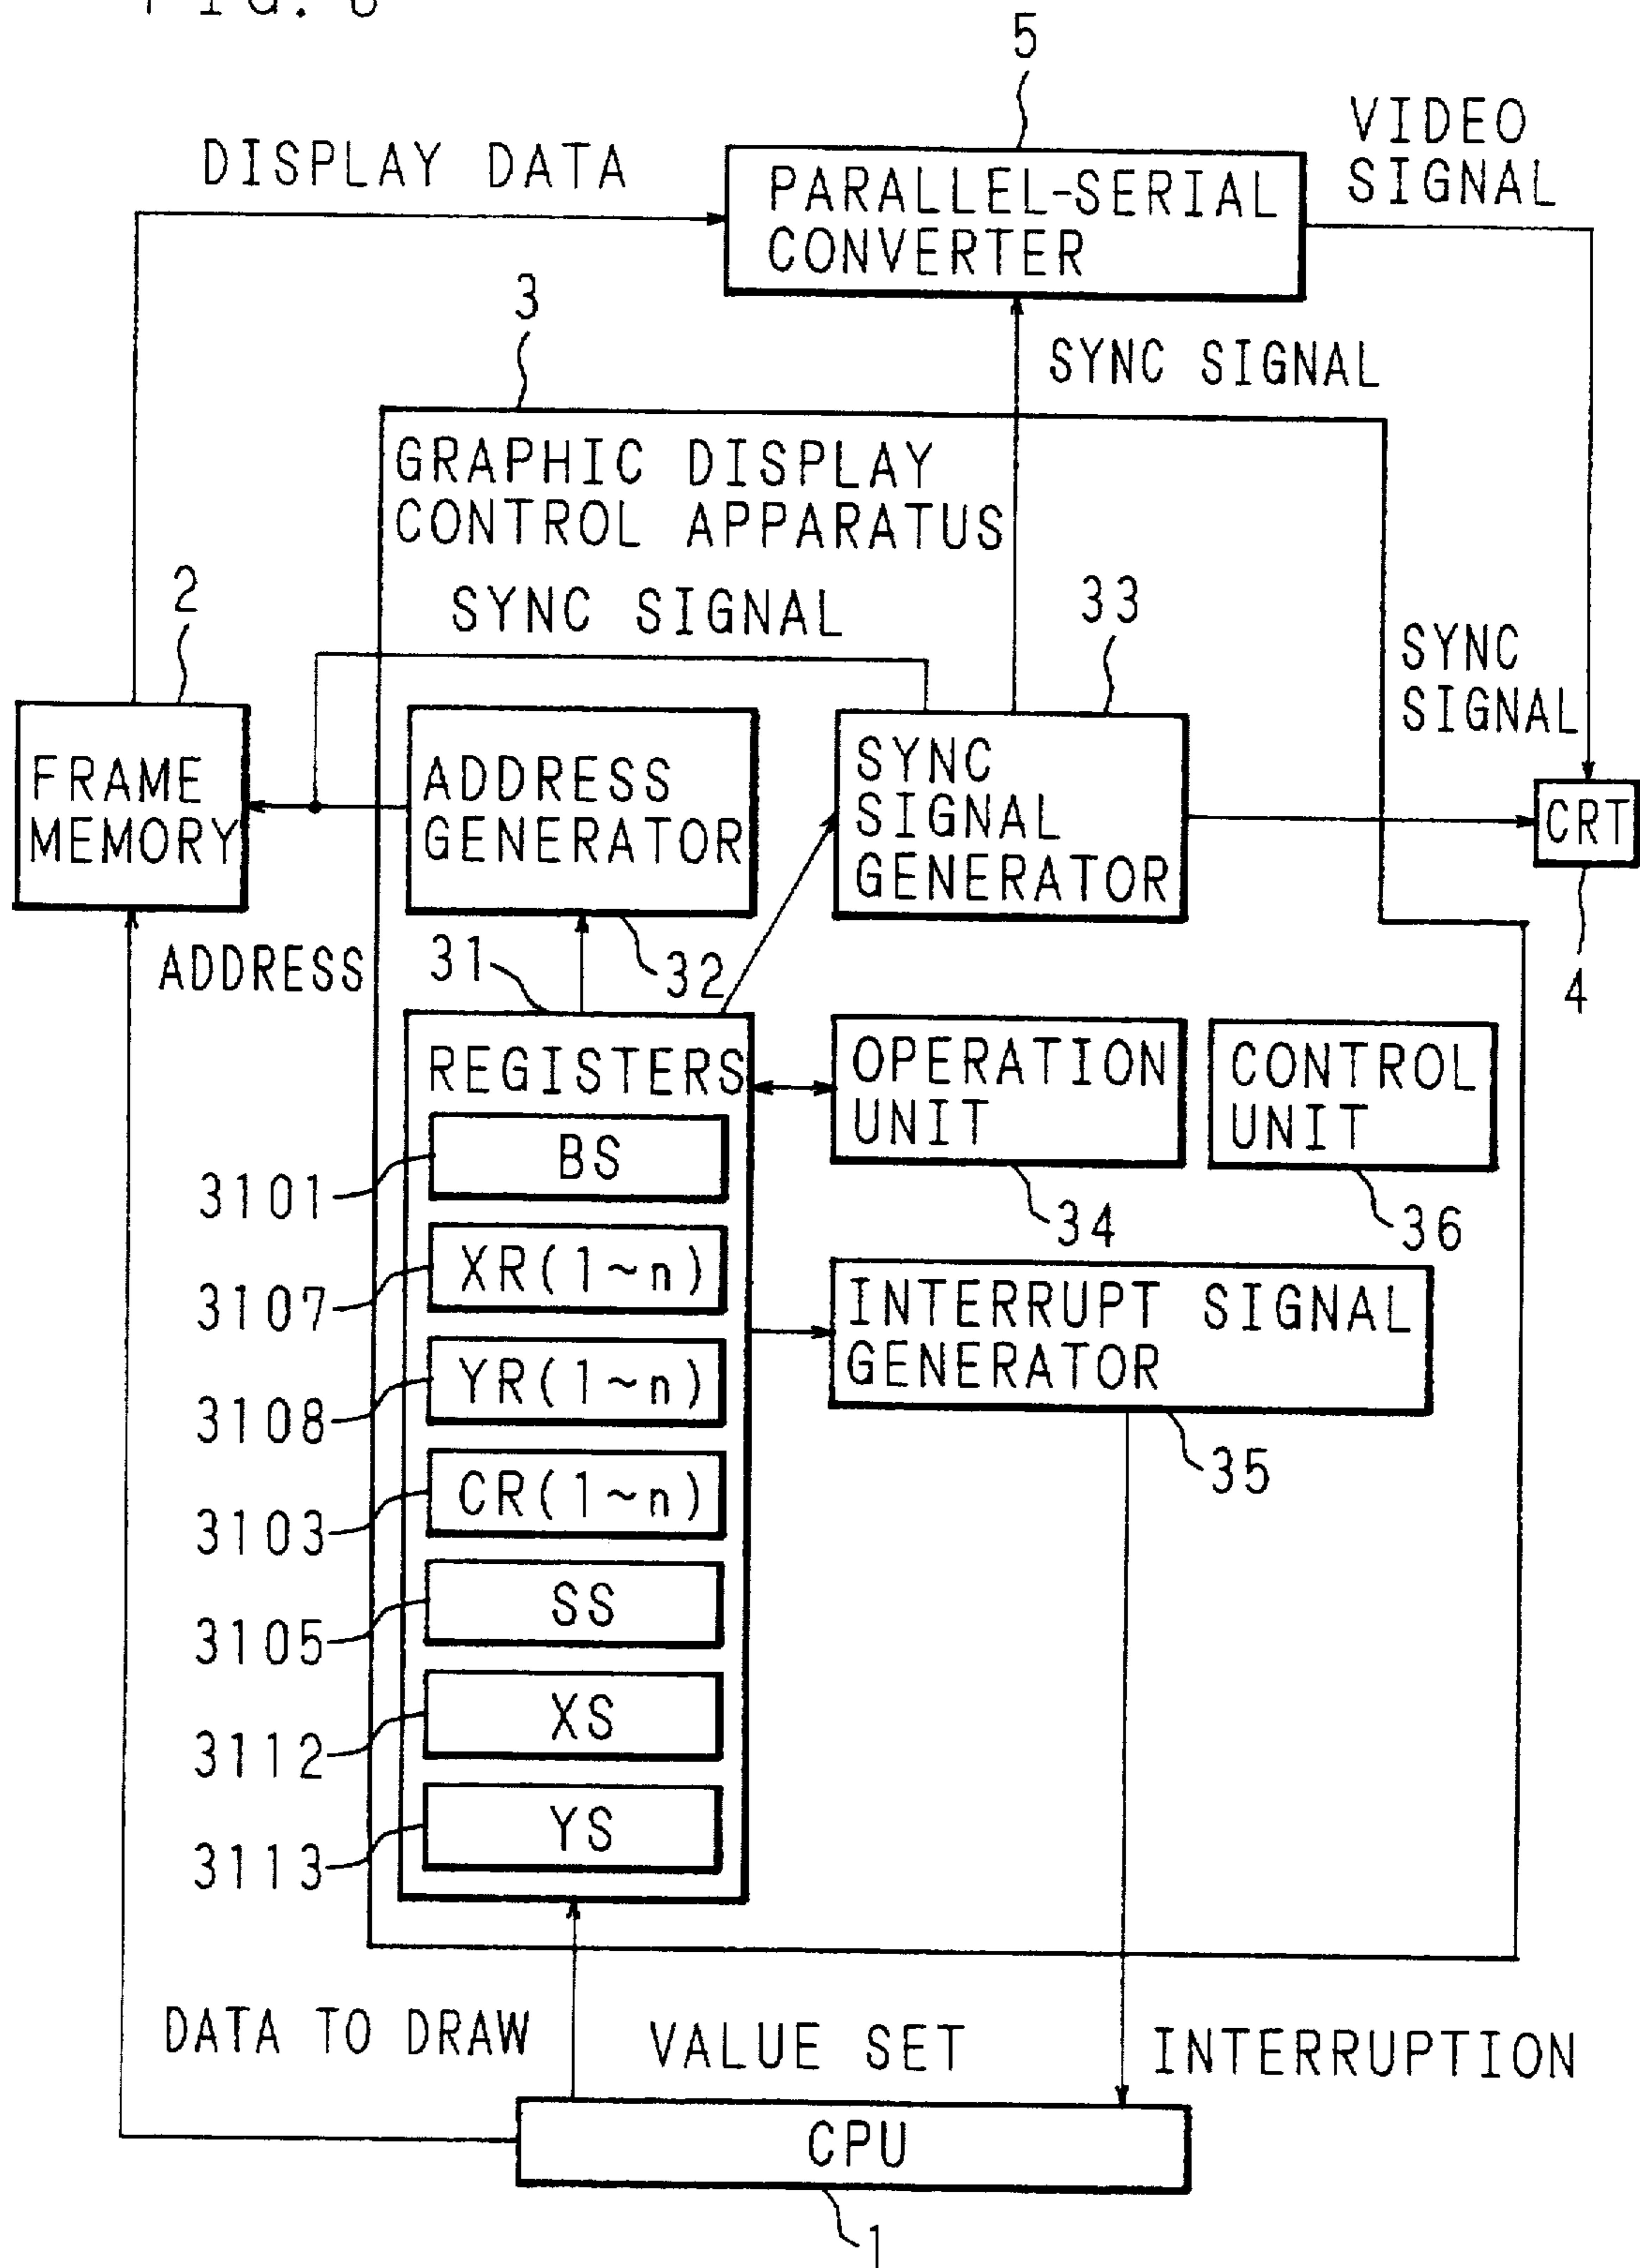 5
DISPLAY DATA
VIDEO
SIGNAL
PARALLEL-SERIAL
CONVERTER
3
SYNC SIGNAL
GRAPHIC DISPLAY
CONTROL APPARATUS
2
SYNC SIGNAL
33
SYNC
SIGNAL
FRAME
MEMORY
ADDRESS
GENERATOR
SYNC
SIGNAL
GENERATOR
CRT
ADDRESS
31
32
4
REGISTERS
OPERATION
UNIT
CONTROL
UNIT
BS
3101
34
36
XR(1~n)
3107
INTERRUPT SIGNAL
GENERATOR
YR(1~n)
3108
35
CR(1~n)
3103
SS
3105
XS
3112
YS
3113
DATA TO DRAW
VALUE SET
INTERRUPTION
CPU
1